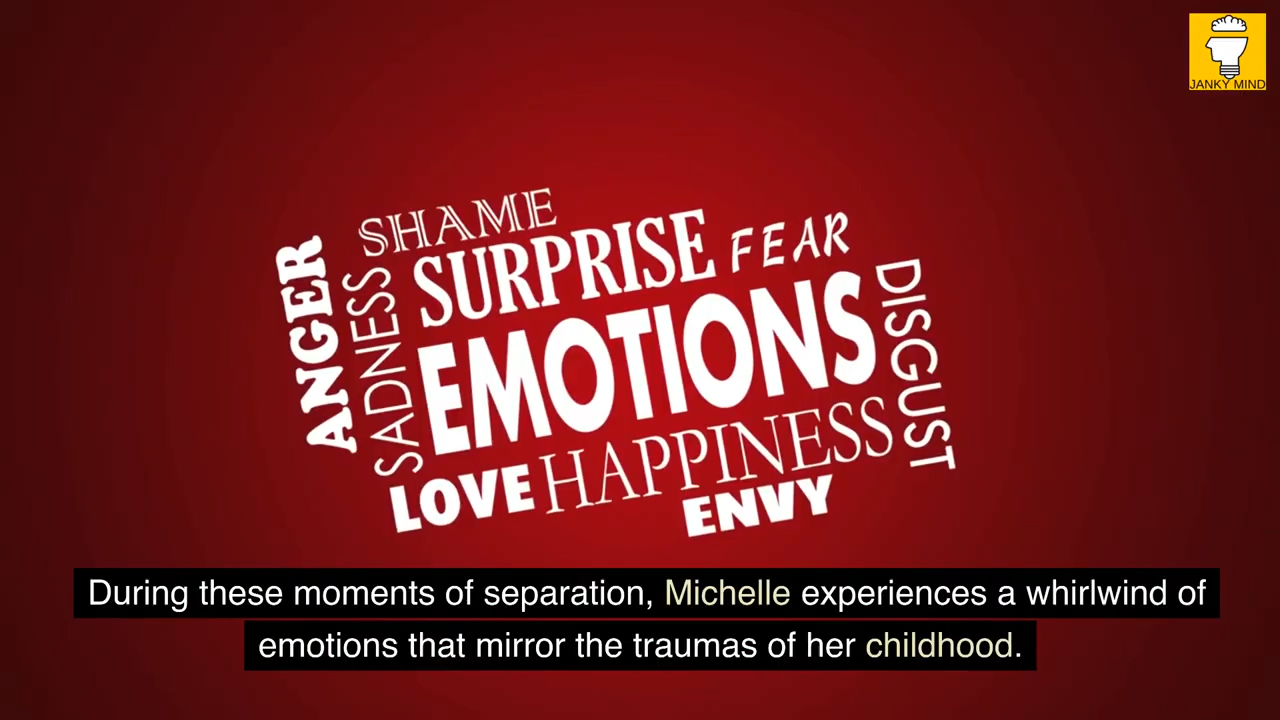 JANKY MIND
SHAME
ANGER
SADNESS
SURPRISE
FEAR
EMOTIONS
DISGUST
LOVE
HAPPINESS
ENVY
During these moments of separation, Michelle experiences a whirlwind of
emotions that mirror the traumas of her childhood.